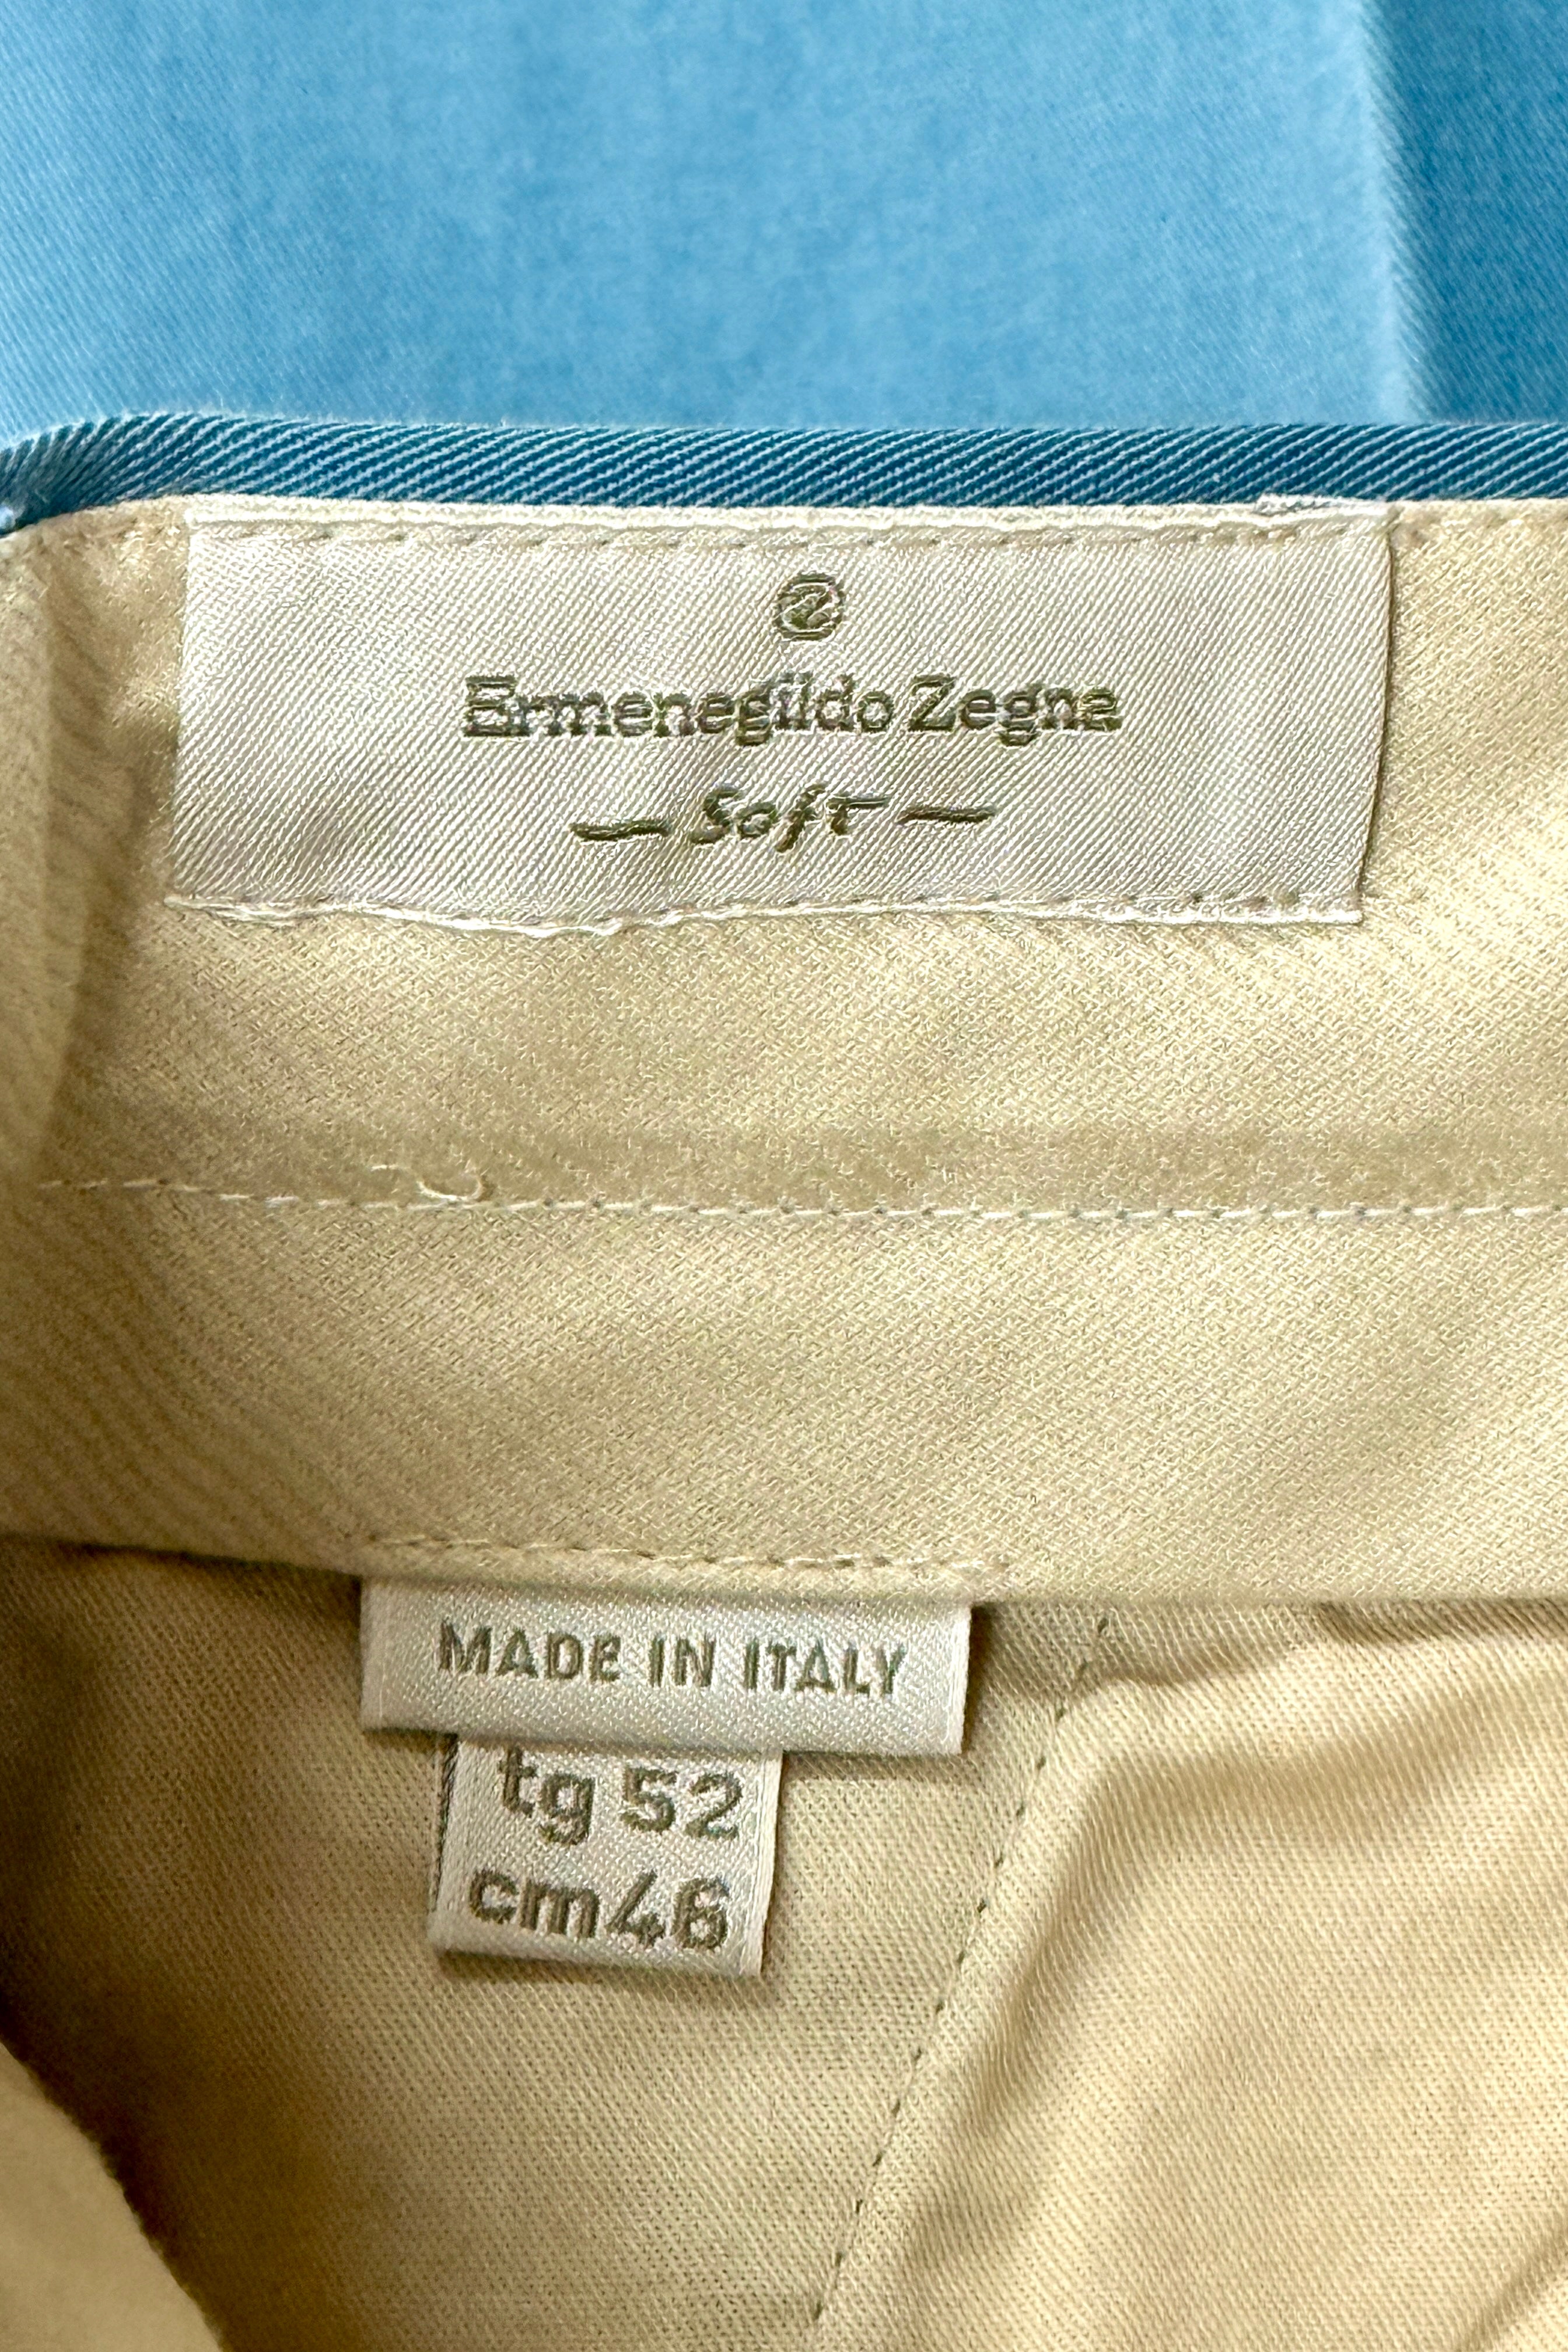 Ermenegildo Zegna
Soft
MADE IN ITALY
tg 52
cm 46